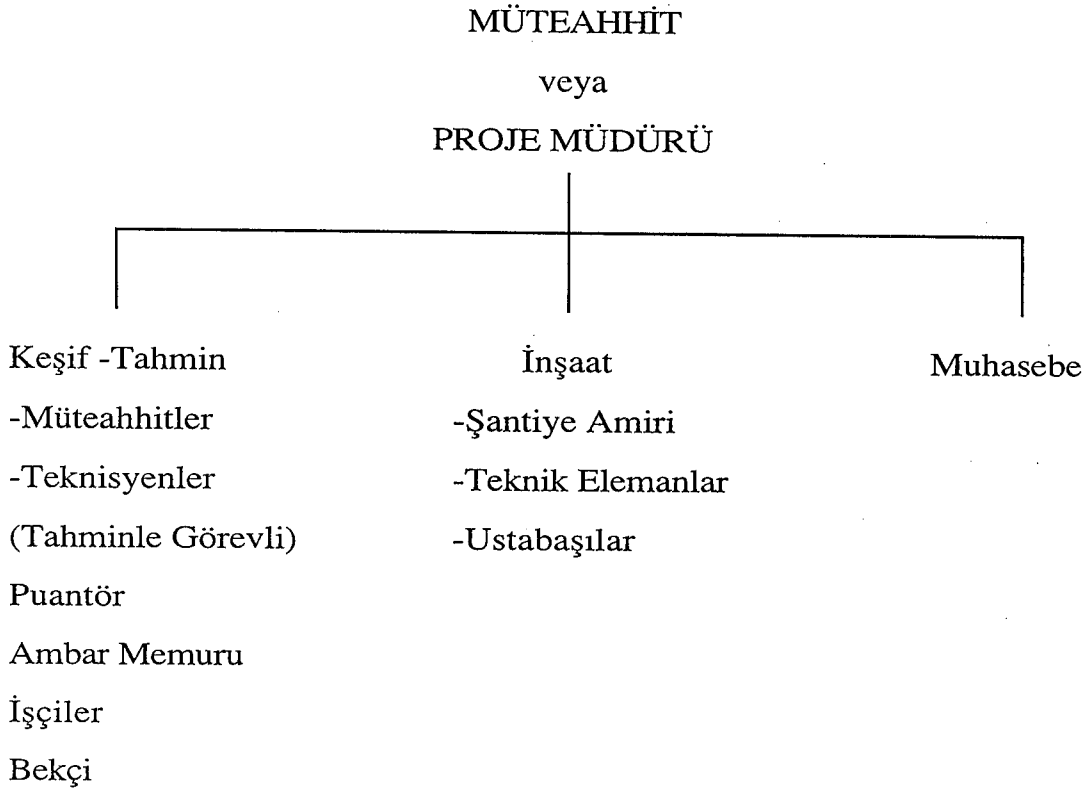 MÜTEAHHİT
veya
PROJE MÜDÜRÜ
Keşif -Tahmin
-Müteahhitler
-Teknisyenler
(Tahminle Görevli)
Puantör
Ambar Memuru
İşçiler
Bekçi
İnşaat
-Şantiye Amiri
-Teknik Elemanlar
-Ustabaşılar
Muhasebe